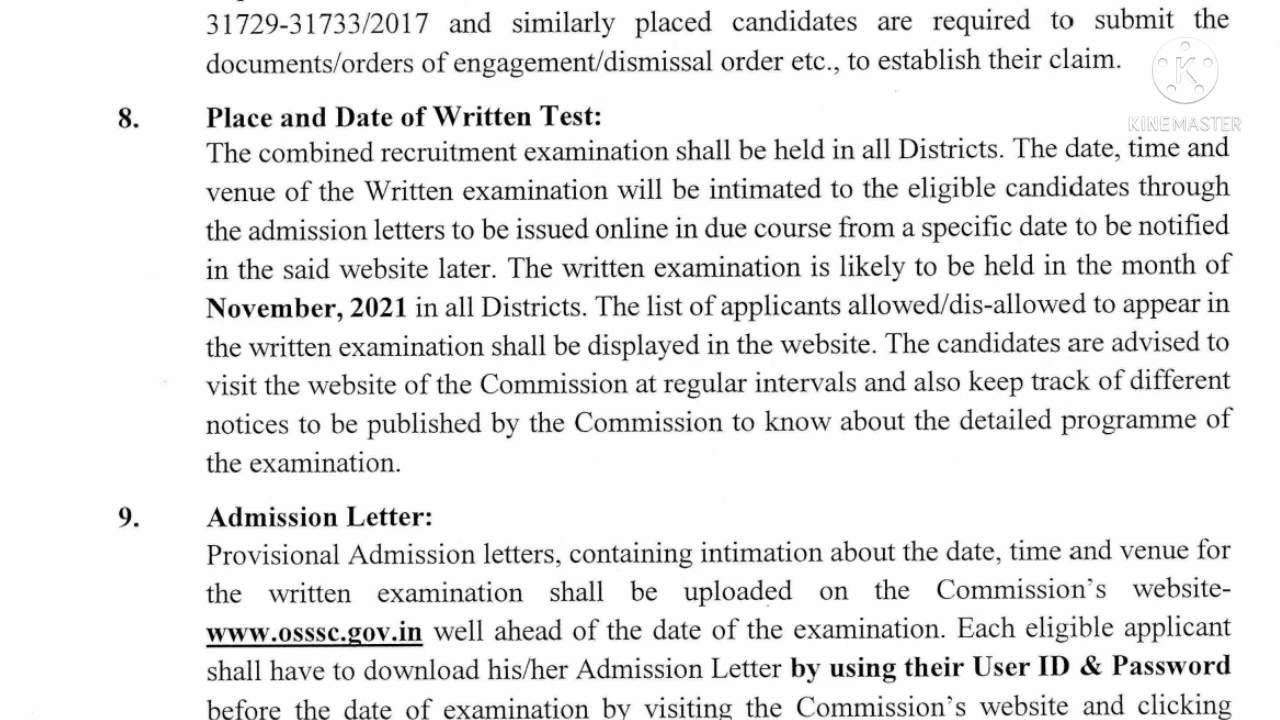 31729-31733/2017 and similarly placed candidates are required to submit the
documents/orders of engagement/dismissal order etc., to establish their claim.
KINEMASTER
8. Place and Date of Written Test:
The combined recruitment examination shall be held in all Districts. The date, time and
venue of the Written examination will be intimated to the eligible candidates through
the admission letters to be issued online in due course from a specific date to be notified
in the said website later. The written examination is likely to be held in the month of
November, 2021 in all Districts. The list of applicants allowed/dis-allowed to appear in
the written examination shall be displayed in the website. The candidates are advised to
visit the website of the Commission at regular intervals and also keep track of different
notices to be published by the Commission to know about the detailed programme of
the examination.
9. Admission Letter:
Provisional Admission letters, containing intimation about the date, time and venue for
the written examination shall be uploaded on the Commission's website-
www.osssc.gov.in well ahead of the date of the examination. Each eligible applicant
shall have to download his/her Admission Letter by using their User ID & Password
before the date of examination by visiting the Commission's website and clicking